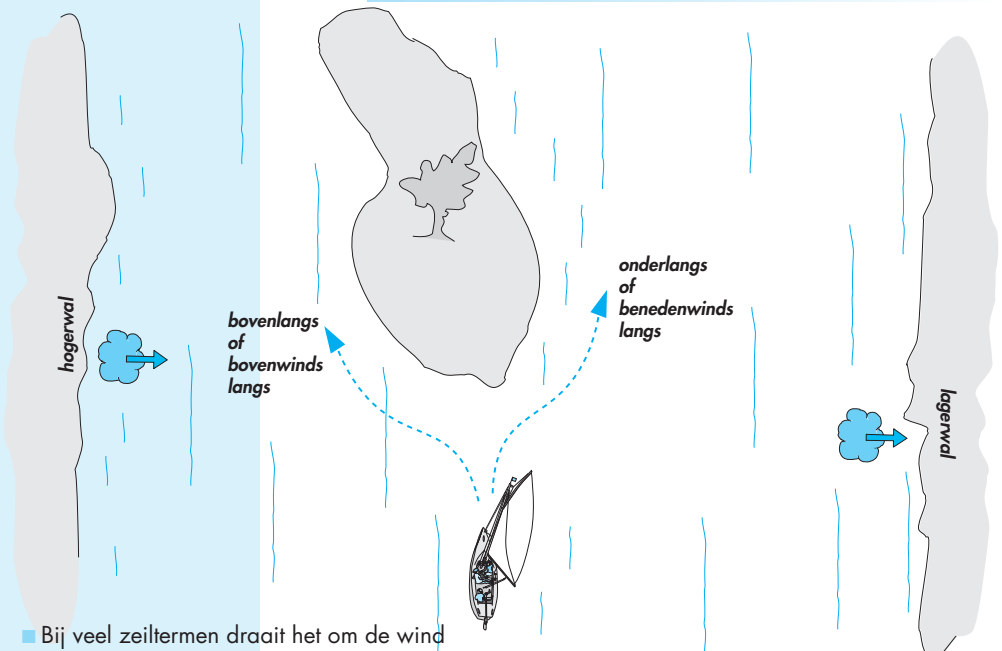 hogerwal
bovenlangs
of
bovenwinds
langs
onderlangs
of
benedenwinds
langs
lagerwal
Bij veel zeiltermen draait het om de wind